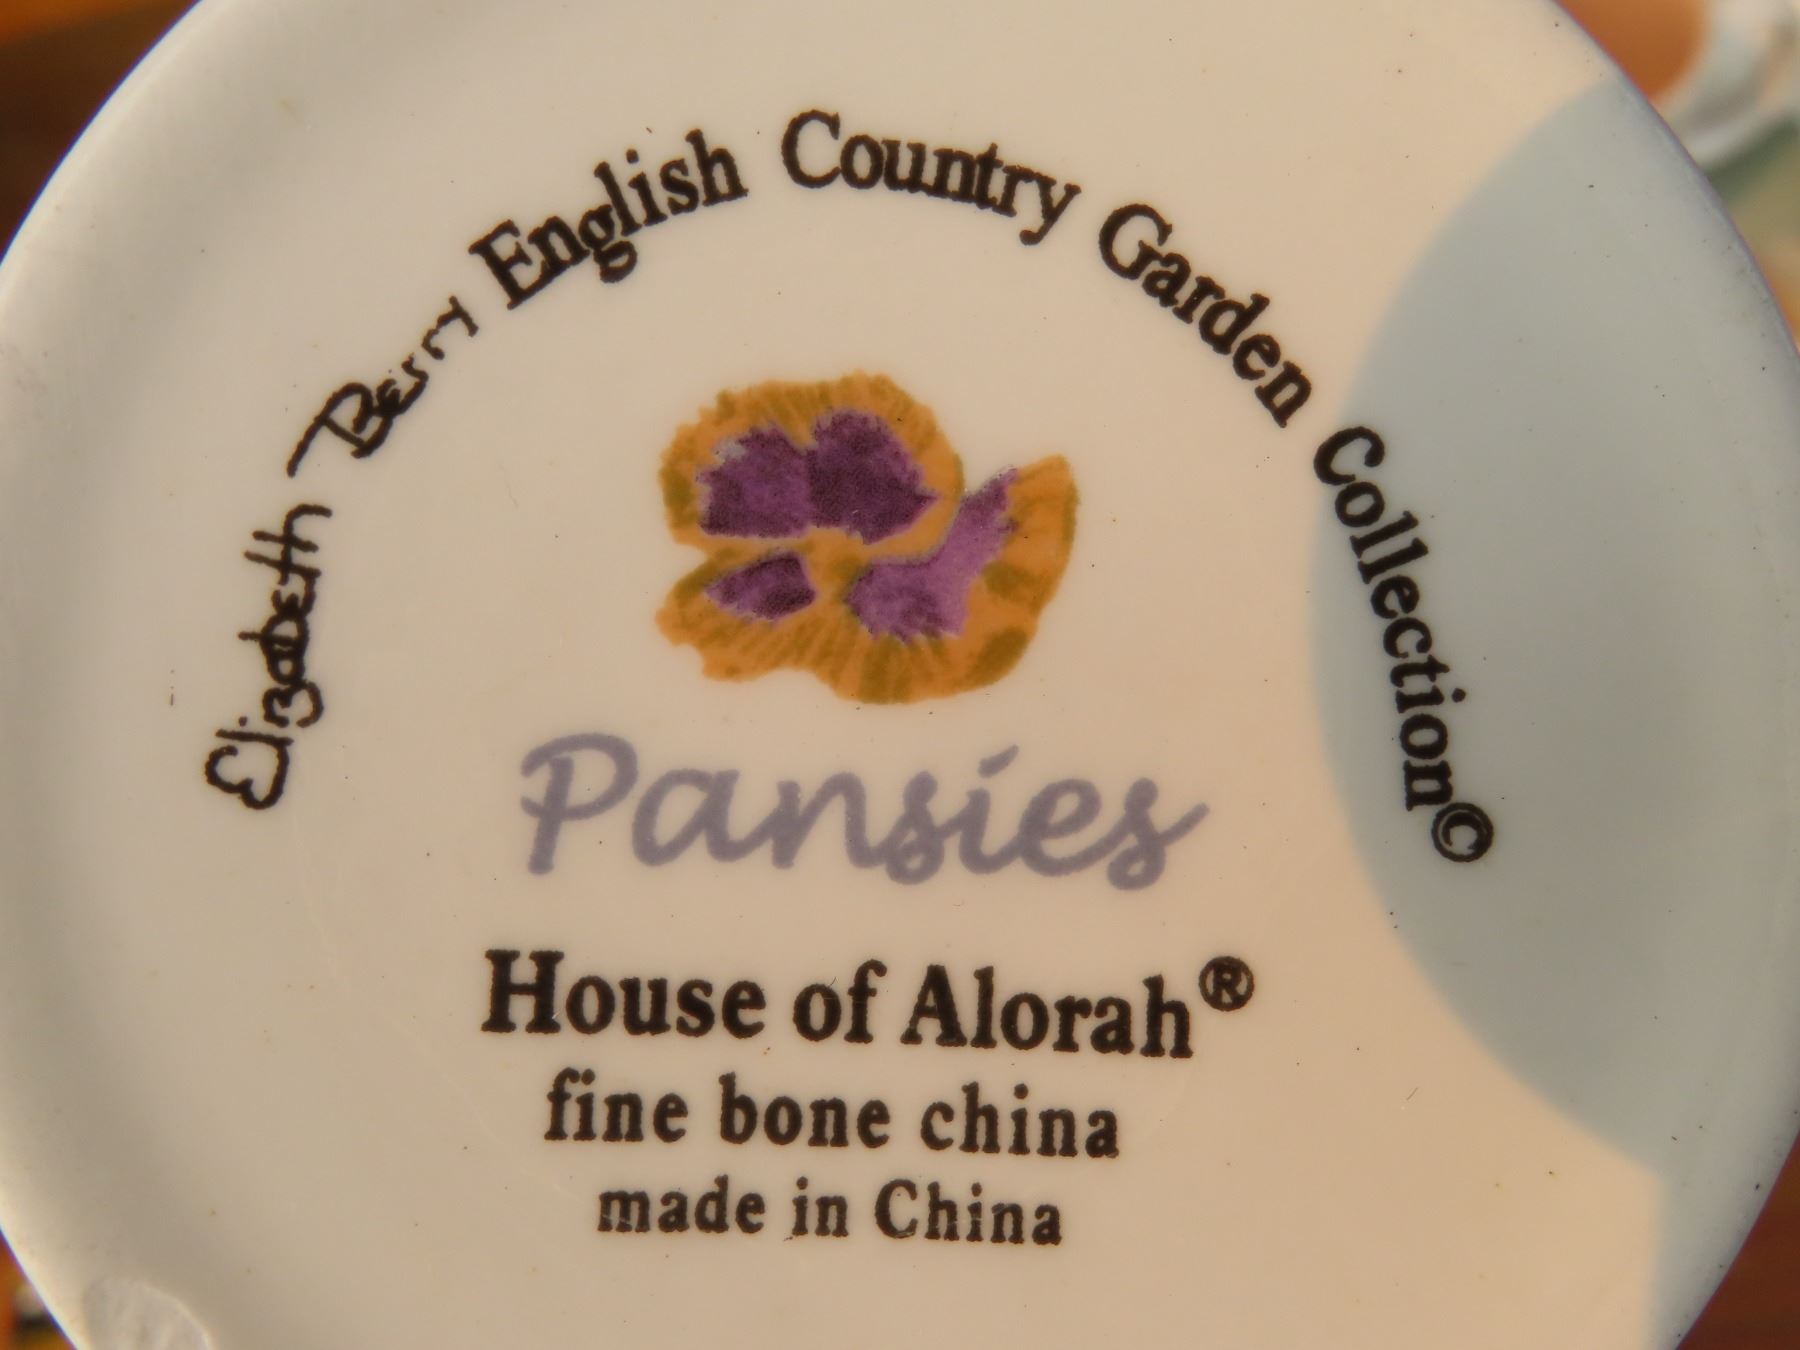 Elizabeth Berry English Country Garden Collection©
Pansies
House of Alorah®
fine bone china
made in China